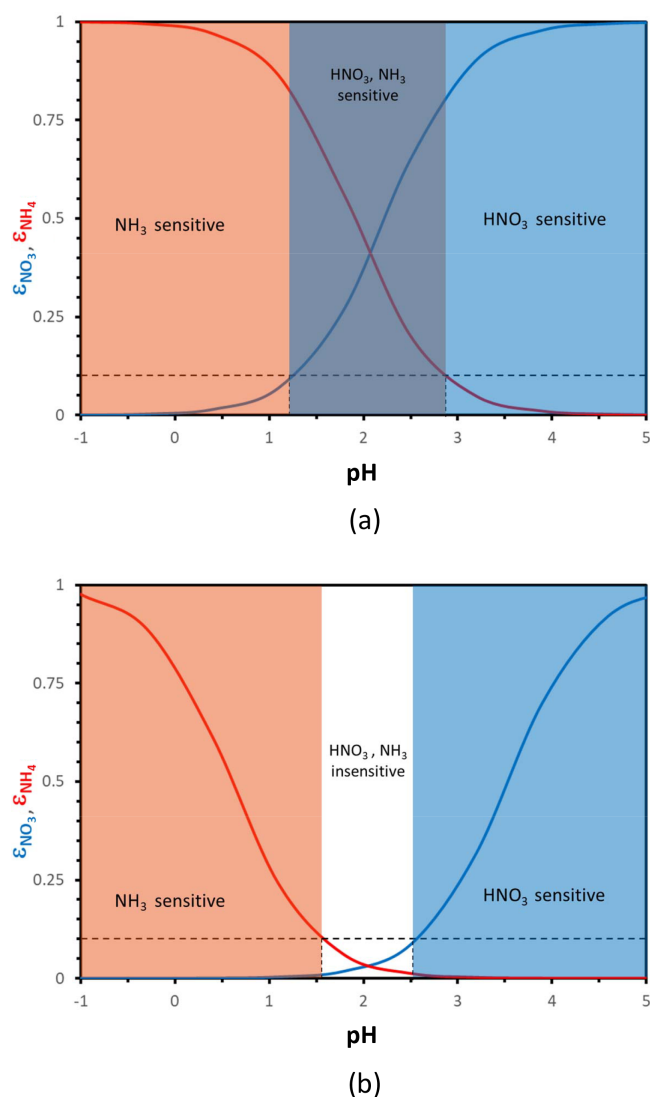 1
0.75
0.5
0.25
0
εNO₃, εNH₄
HNO₃, NH₃
sensitive
NH₃ sensitive
HNO₃ sensitive
-1 0 1 2 3 4 5
pH
(a)
1
0.75
0.5
0.25
0
εNO₃, εNH₄
HNO₃ , NH₃
insensitive
NH₃ sensitive
HNO₃ sensitive
-1 0 1 2 3 4 5
pH
(b)